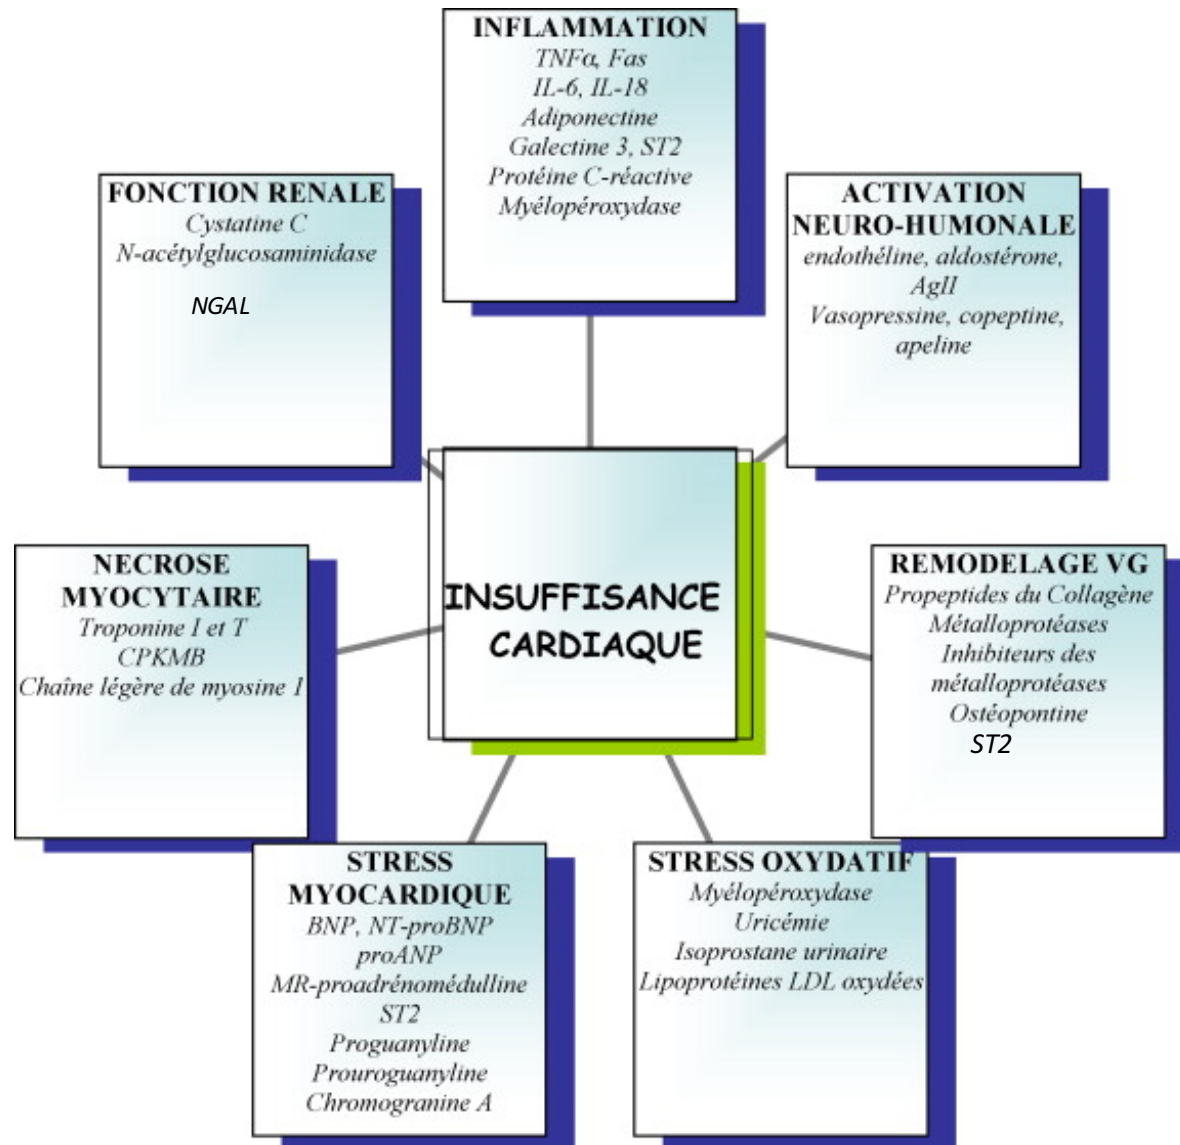 INFLAMMATION
TNFα, Fas
IL-6, IL-18
Adiponectine
Galectine 3, ST2
Protéine C-réactive
Myélopéroxydase
FONCTION RENALE
Cystatine C
N-acétylglucosaminidase
NGAL
ACTIVATION
NEURO-HUMONALE
endothéline, aldostérone,
AgII
Vasopressine, copeptine,
apeline
INSUFFISANCE
CARDIAQUE
NECROSE
MYOCYTAIRE
Troponine I et T
CPKMB
Chaîne légère de myosine 1
REMODELAGE VG
Propeptides du Collagène
Métalloprotéases
Inhibiteurs des
métalloprotéases
Ostéopontine
ST2
STRESS
MYOCARDIQUE
BNP, NT-proBNP
proANP
MR-proadrénomédulline
ST2
Proguanyline
Prouroguanyline
Chromogranine A
STRESS OXYDATIF
Myélopéroxydase
Uricémie
Isoprostane urinaire
Lipoprotéines LDL oxydées